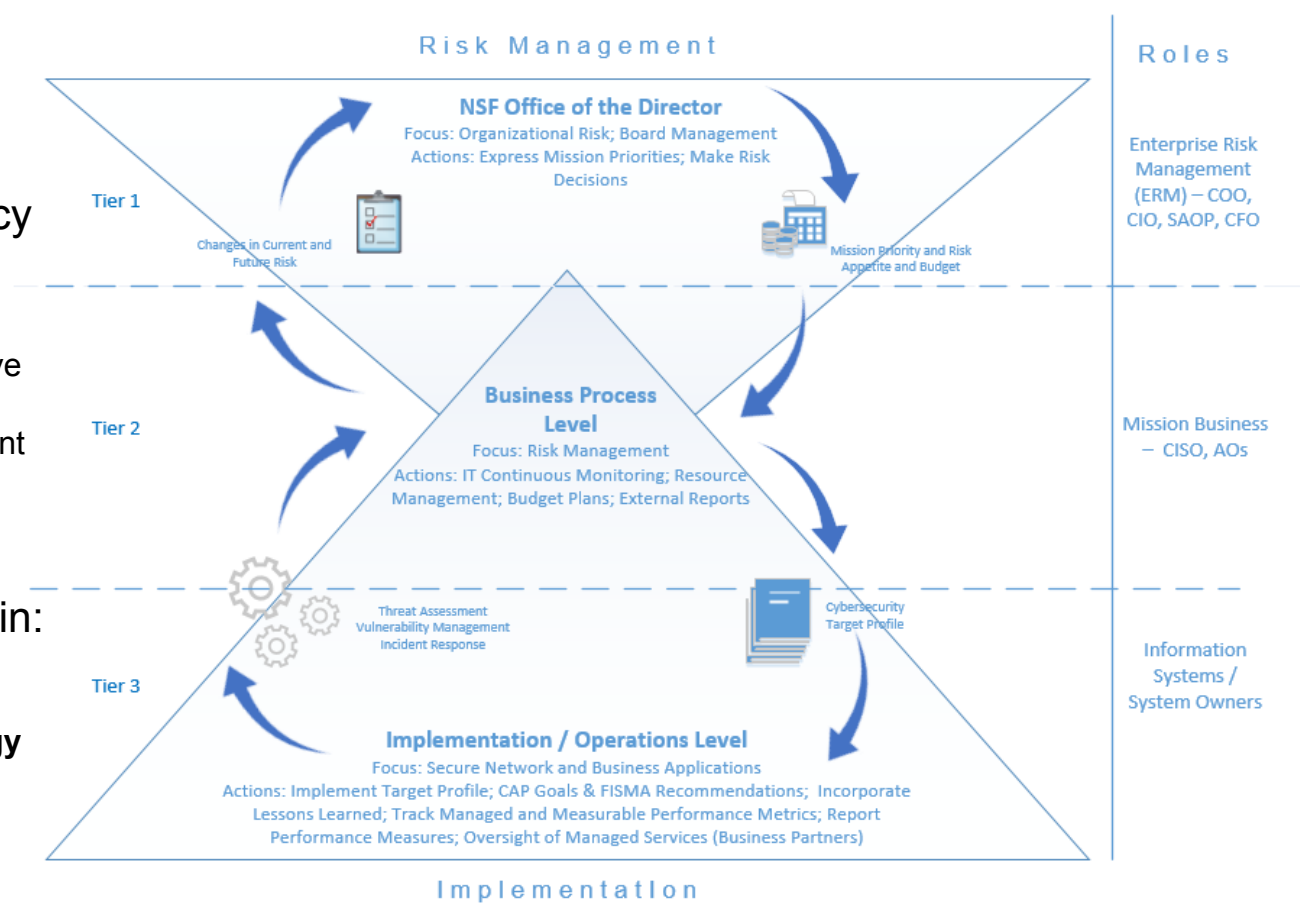 Risk Management
Roles
NSF Office of the Director
Focus: Organizational Risk; Board Management
Actions: Express Mission Priorities; Make Risk
Decisions
Enterprise Risk
Management
(ERM) – COO,
CIO, SAOP, CFO
Tier 1
cy
Changes in Current and
Future Risk
Mission Priority and Risk
Appetite and Budget
ve
nt
Tier 2
Business Process
Level
Focus: Risk Management
Actions: IT Continuous Monitoring; Resource
Management; Budget Plans; External Reports
Mission Business
– CISO, AOs
in:
Threat Assessment
Vulnerability Management
Incident Response
Cybersecurity
Target Profile
Tier 3
Information
Systems /
System Owners
gy
Implementation / Operations Level
Focus: Secure Network and Business Applications
Actions: Implement Target Profile; CAP Goals & FISMA Recommendations; Incorporate
Lessons Learned; Track Managed and Measurable Performance Metrics; Report
Performance Measures; Oversight of Managed Services (Business Partners)
Implementation